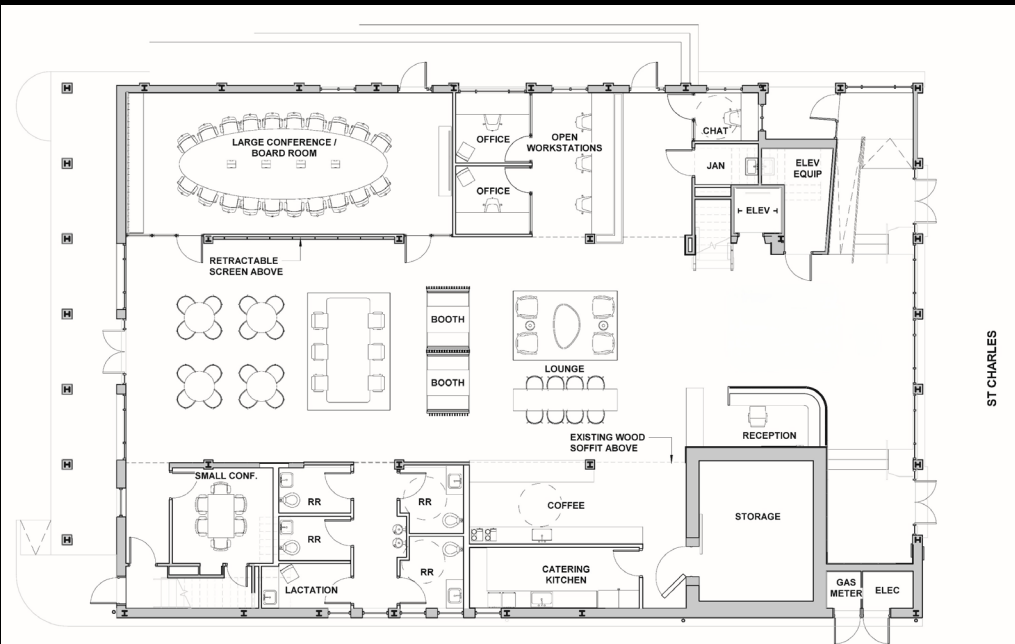 LARGE CONFERENCE /
BOARD ROOM
OFFICE
OFFICE
OPEN
WORKSTATIONS
CHAT
JAN
ELEV
EQUIP
ELEV
RETRACTABLE
SCREEN ABOVE
BOOTH
BOOTH
LOUNGE
ST CHARLES
RECEPTION
EXISTING WOOD
SOFFIT ABOVE
SMALL CONF.
RR
RR
RR
RR
LACTATION
COFFEE
CATERING
KITCHEN
STORAGE
GAS
METER
ELEC